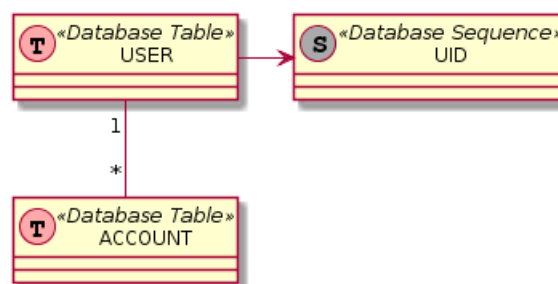 T «Database Table»
USER
S «Database Sequence»
UID
1
*
T «Database Table»
ACCOUNT